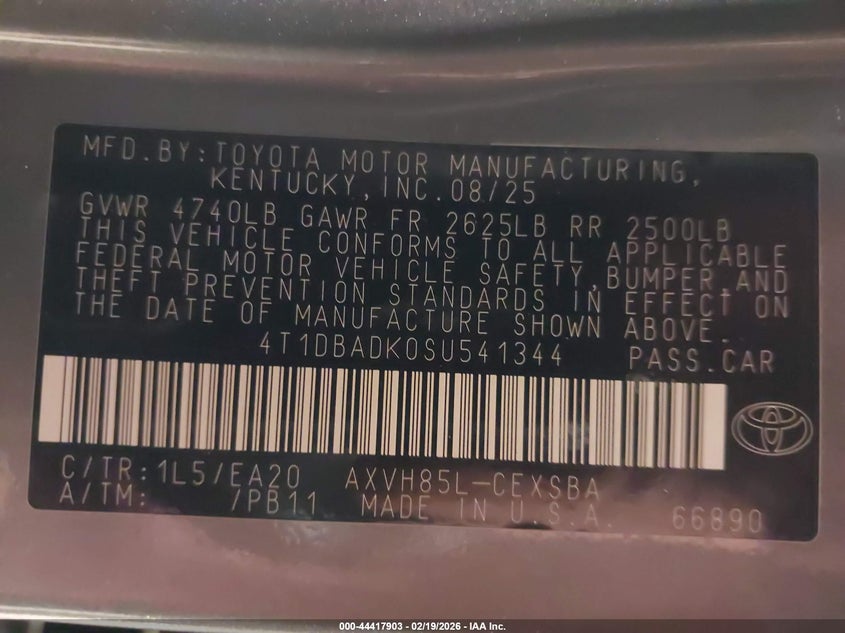 MFD.BY:TOYOTA MOTOR MANUFACTURING,
KENTUCKY,INC.08/25
GVWR 4740LB GAWR FR 2625LB RR 2500LB
THIS VEHICLE CONFORMS TO ALL APPLICABLE
FEDERAL MOTOR VEHICLE SAFETY,BUMPER,AND
THEFT PREVENTION STANDARDS IN EFFECT ON
THE DATE OF MANUFACTURE SHOWN ABOVE.
4T1DBADK0SU541344 PASS.CAR
C/TR:1L5/EA20 AXVH85L-CEXSBA
A/TM: /PB11 MADE IN U.S.A. 66890
000-44417903 - 02/19/2026 - IAA Inc.